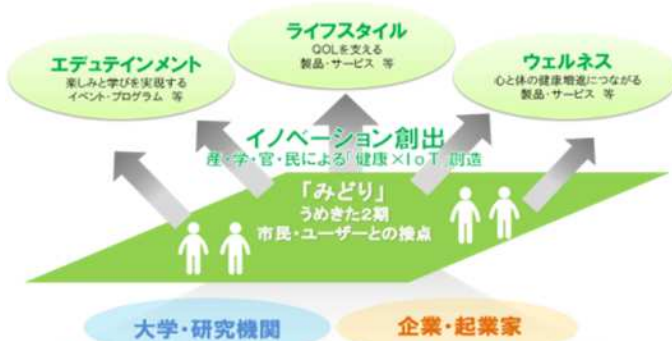 ライフスタイル
QOLを支える
製品・サービス 等
エデュテインメント
楽しみと学びを実現する
イベント・プログラム 等
ウェルネス
心と体の健康増進につながる
製品・サービス 等
イノベーション創出
産・学・官・民による「健康×IoT」創造
「みどり」
うめきた2期
市民・ユーザーとの接点
大学・研究機関
企業・起業家